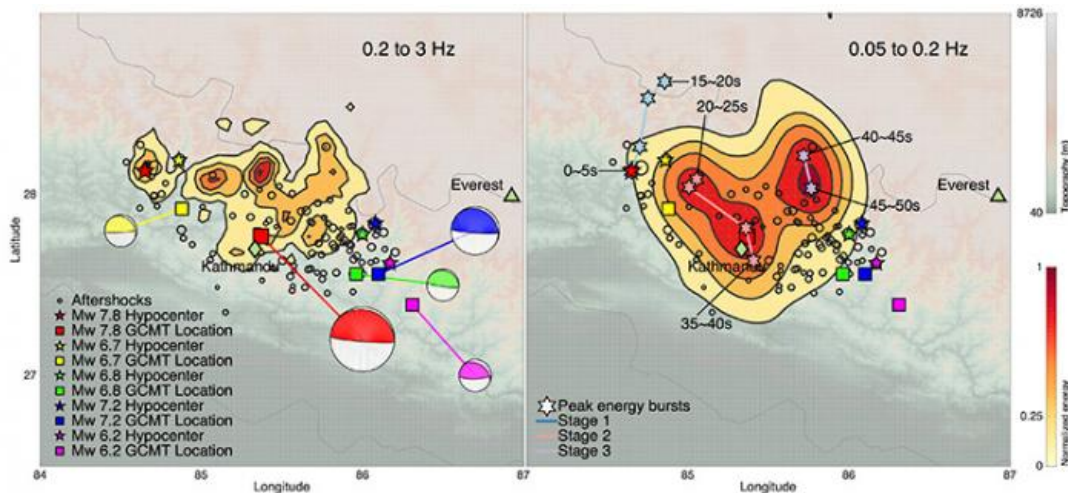 0.2 to 3 Hz
Latitude
28
27
Everest
Kathmandu
Aftershocks
Mw 7.8 Hypocenter
Mw 7.8 GCMT Location
Mw 6.7 Hypocenter
Mw 6.7 GCMT Location
Mw 6.8 Hypocenter
Mw 6.8 GCMT Location
Mw 7.2 Hypocenter
Mw 7.2 GCMT Location
Mw 6.2 Hypocenter
Mw 6.2 GCMT Location
84 85 86 87
Longitude
0.05 to 0.2 Hz
15~20s
20~25s
40~45s
0~5s
Everest
45~50s
Kathmandu
35~40s
Peak energy bursts
Stage 1
Stage 2
Stage 3
85 86 87
Longitude
8726
Topography (m)
40
1
0.25
Normalized energy
0